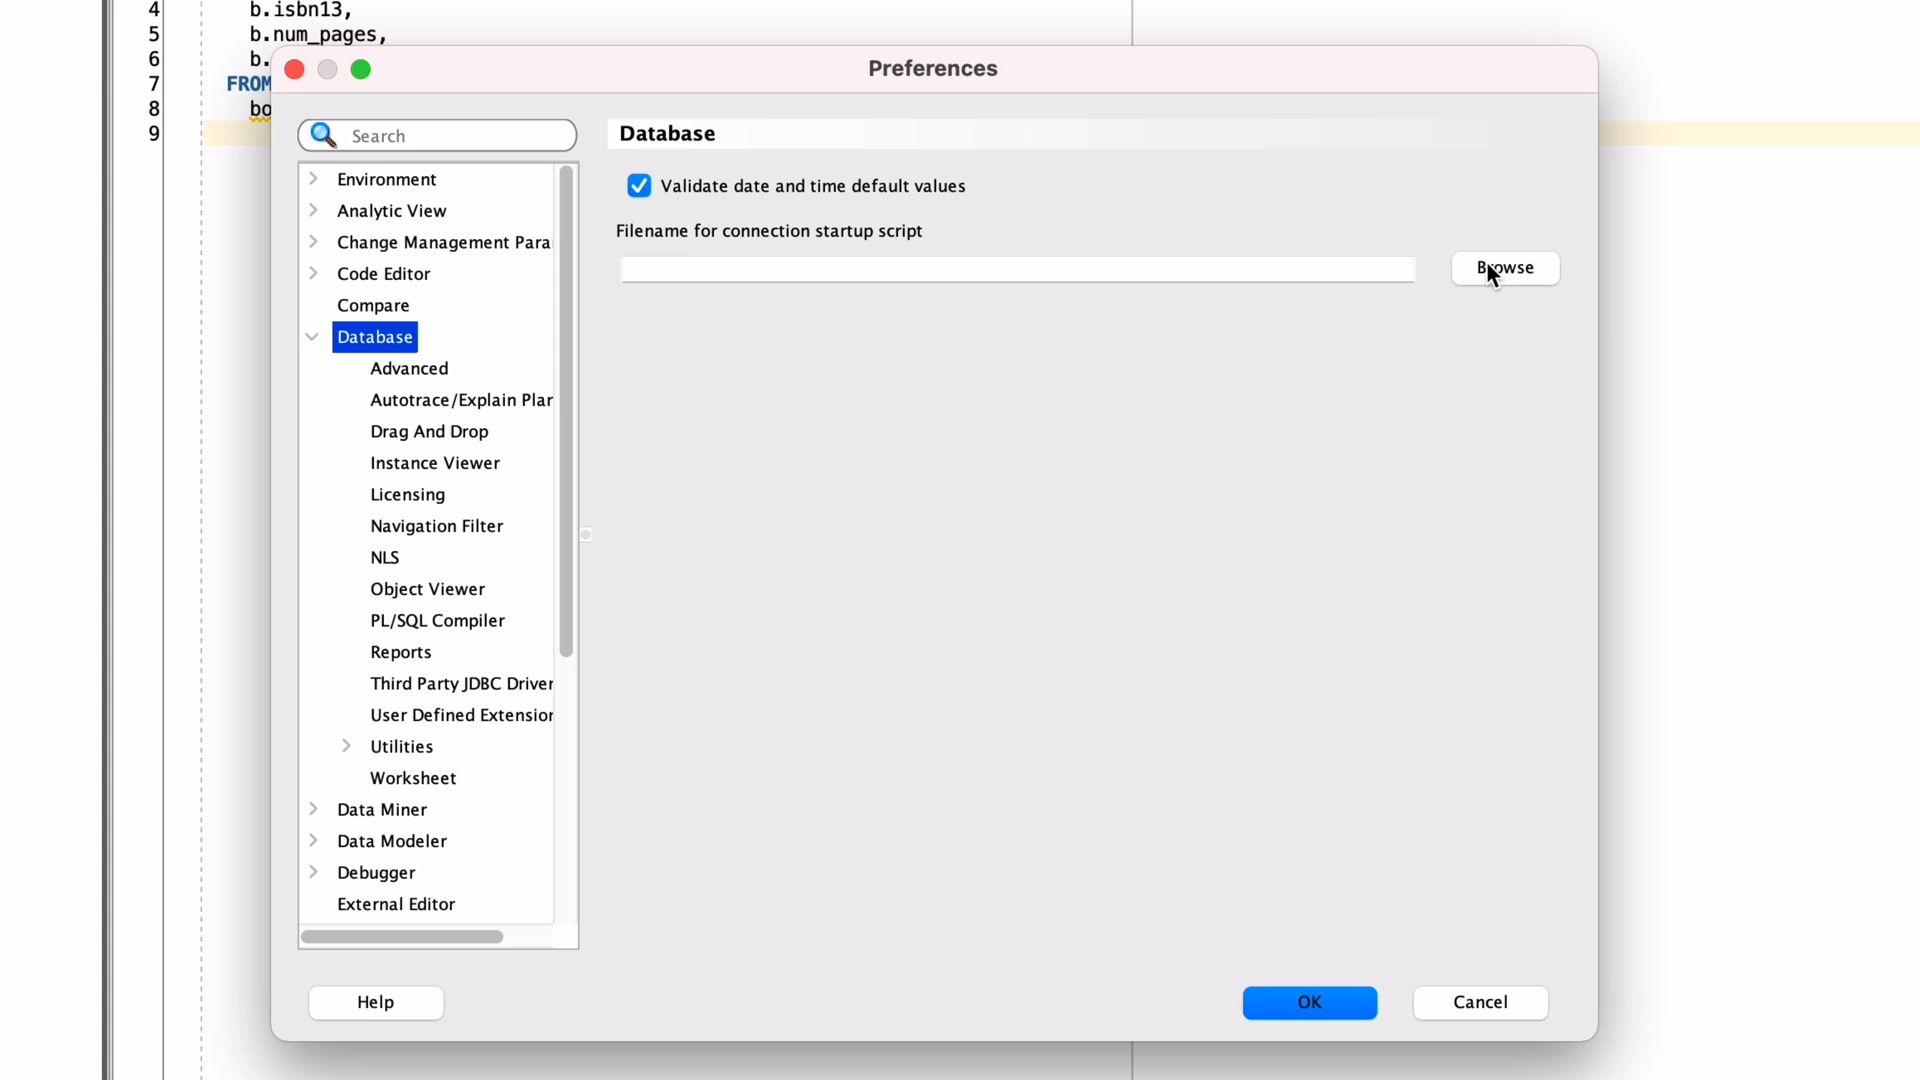 4 b.isbn13,
5 b.num_pages,
6 b.
7 FROM
8 bo
9
Preferences
Search
Database
Validate date and time default values
Filename for connection startup script
Browse
Environment
Analytic View
Change Management Para
Code Editor
Compare
Database
Advanced
Autotrace/Explain Plan
Drag And Drop
Instance Viewer
Licensing
Navigation Filter
NLS
Object Viewer
PL/SQL Compiler
Reports
Third Party JDBC Driver
User Defined Extension
Utilities
Worksheet
Data Miner
Data Modeler
Debugger
External Editor
Help
OK
Cancel